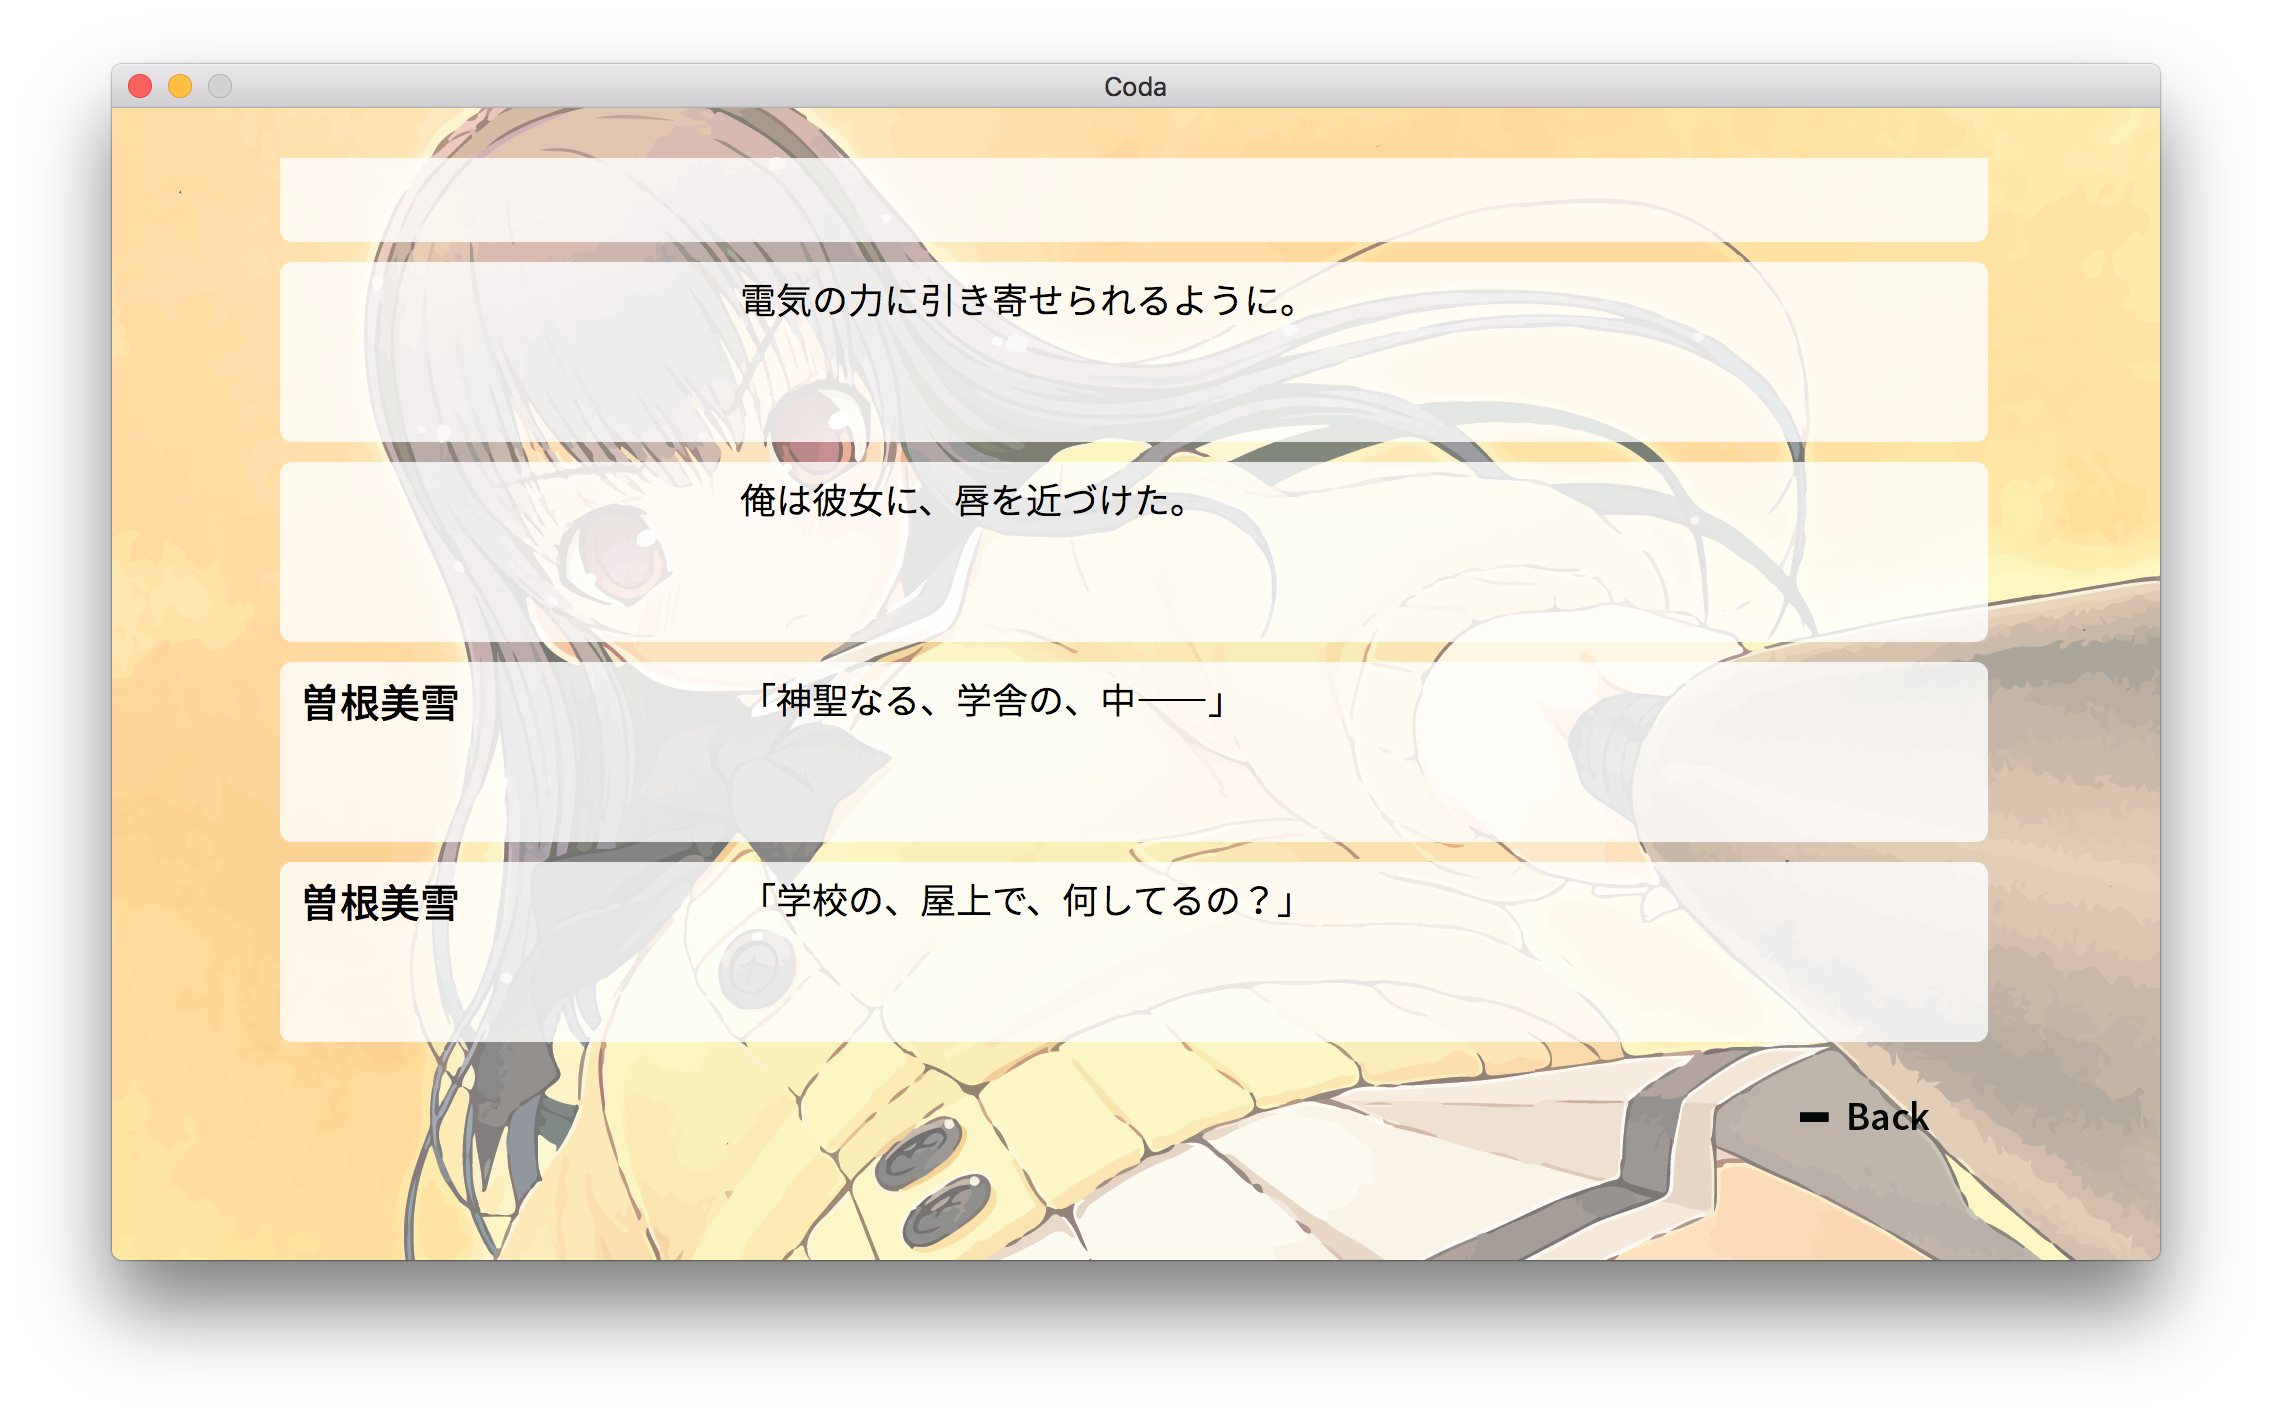 Coda
電気の力に引き寄せられるように。
俺は彼女に、唇を近づけた。
曽根美雪
「神聖なる、学舎の、中――」
曽根美雪
「学校の、屋上で、何してるの？」
Back